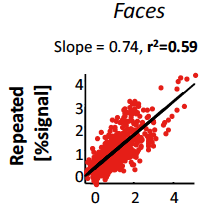 Faces
Slope = 0.74, r²=0.59
Repeated
[%signal]
4
3
2
1
0
0 2 4